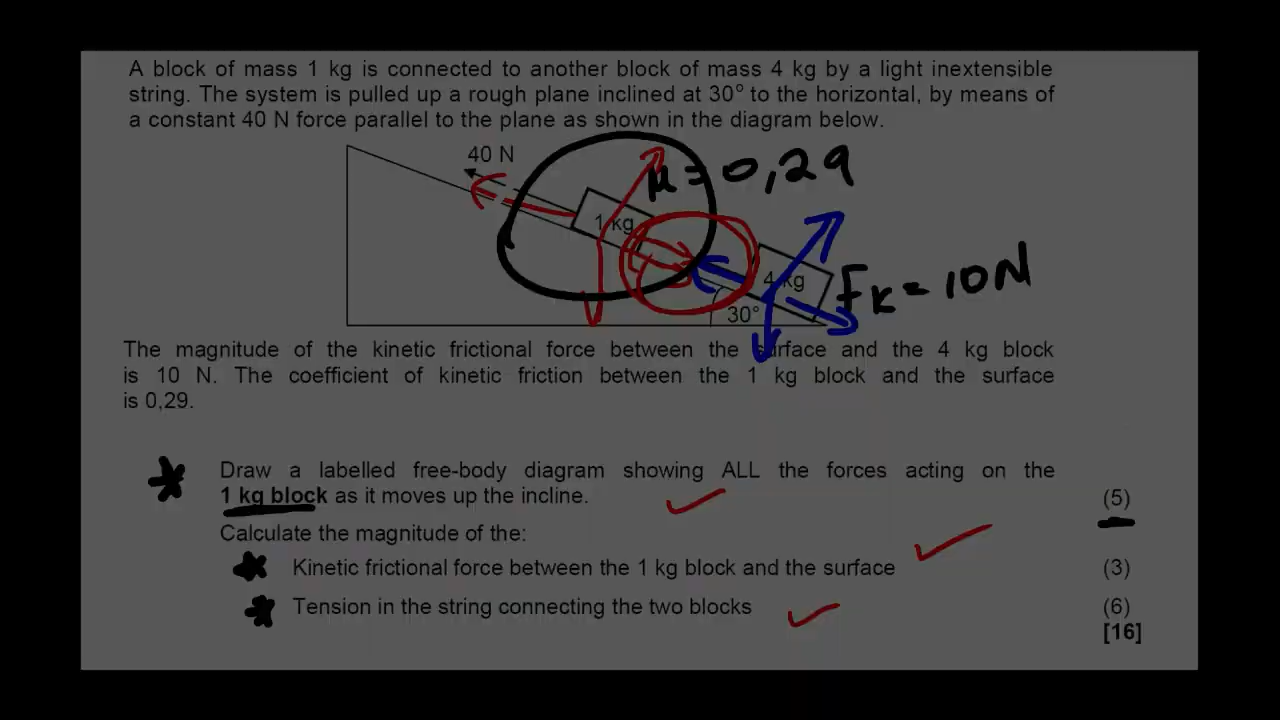 A block of mass 1 kg is connected to another block of mass 4 kg by a light inextensible
string. The system is pulled up a rough plane inclined at 30° to the horizontal, by means of
a constant 40 N force parallel to the plane as shown in the diagram below.
40 N
μ = 0,29
1 kg
4 kg
fk = 10N
30°
The magnitude of the kinetic frictional force between the surface and the 4 kg block
is 10 N. The coefficient of kinetic friction between the 1 kg block and the surface
is 0,29.
Draw a labelled free-body diagram showing ALL the forces acting on the
1 kg block as it moves up the incline. (5)
Calculate the magnitude of the:
Kinetic frictional force between the 1 kg block and the surface (3)
Tension in the string connecting the two blocks (6)
[16]